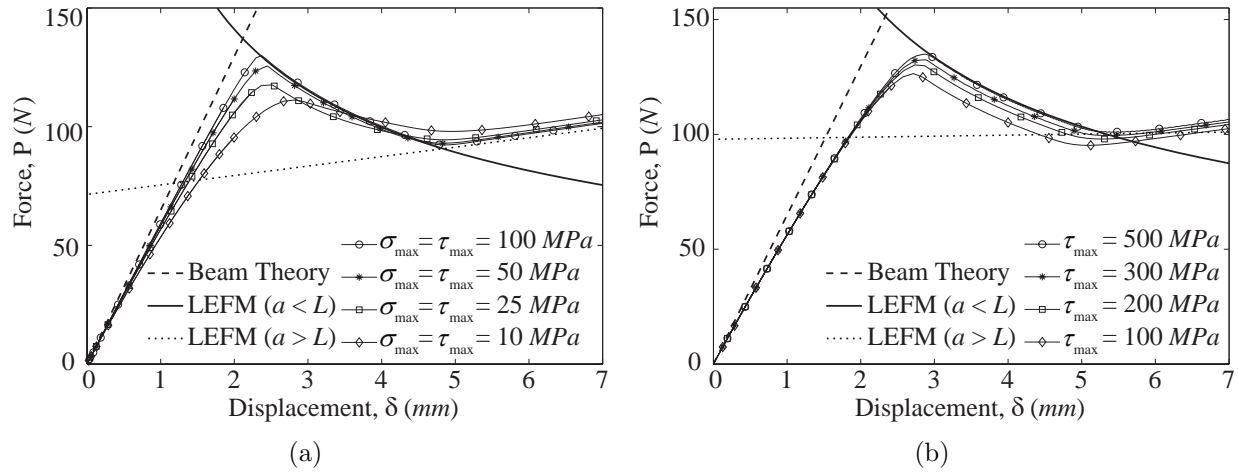 150
100
50
0
Force, P (N)
0 1 2 3 4 5 6 7
Displacement, δ (mm)
Beam Theory
LEFM (a < L)
LEFM (a > L)
σmax = τmax = 100 MPa
σmax = τmax = 50 MPa
σmax = τmax = 25 MPa
σmax = τmax = 10 MPa
(a)
150
100
50
0
Force, P (N)
0 1 2 3 4 5 6 7
Displacement, δ (mm)
Beam Theory
LEFM (a < L)
LEFM (a > L)
τmax = 500 MPa
τmax = 300 MPa
τmax = 200 MPa
τmax = 100 MPa
(b)